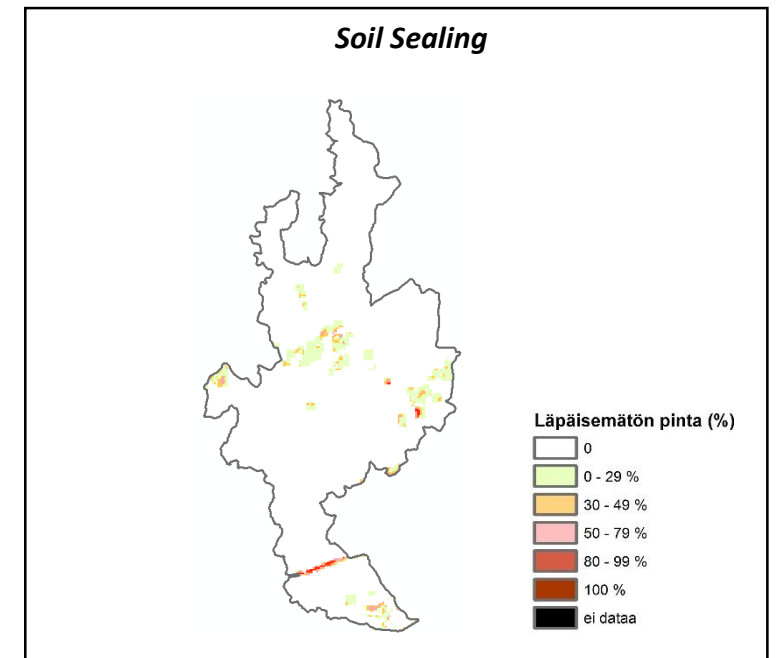 Soil Sealing
Läpäisemätön pinta (%)
0
0 - 29 %
30 - 49 %
50 - 79 %
80 - 99 %
100 %
ei dataa